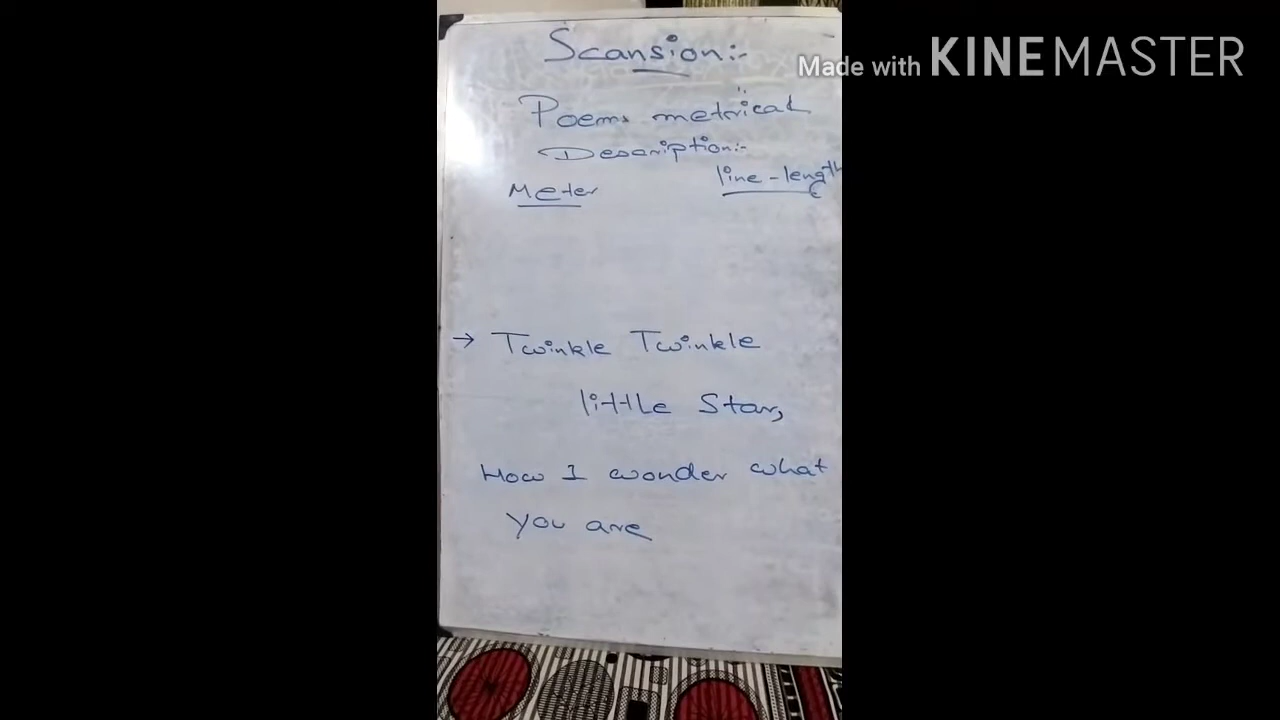 Scansion:-
Made with KINEMASTER
Poems metrical
Description:-
Meter line-length
→ Twinkle Twinkle
little Star,
How I wonder what
you are